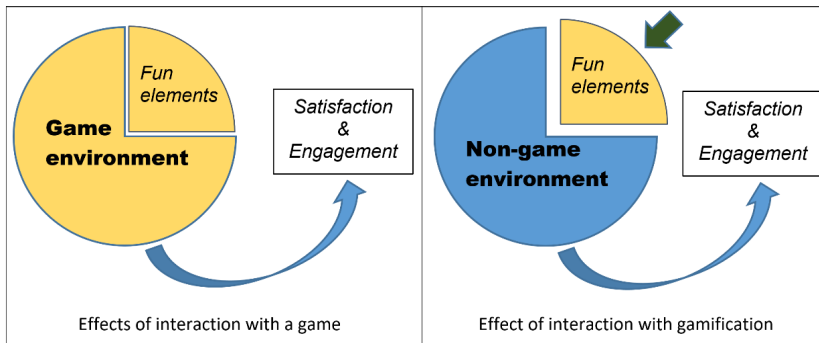 Fun
elements
Game
environment
Satisfaction
&
Engagement
Effects of interaction with a game
Fun
elements
Non-game
environment
Satisfaction
&
Engagement
Effect of interaction with gamification